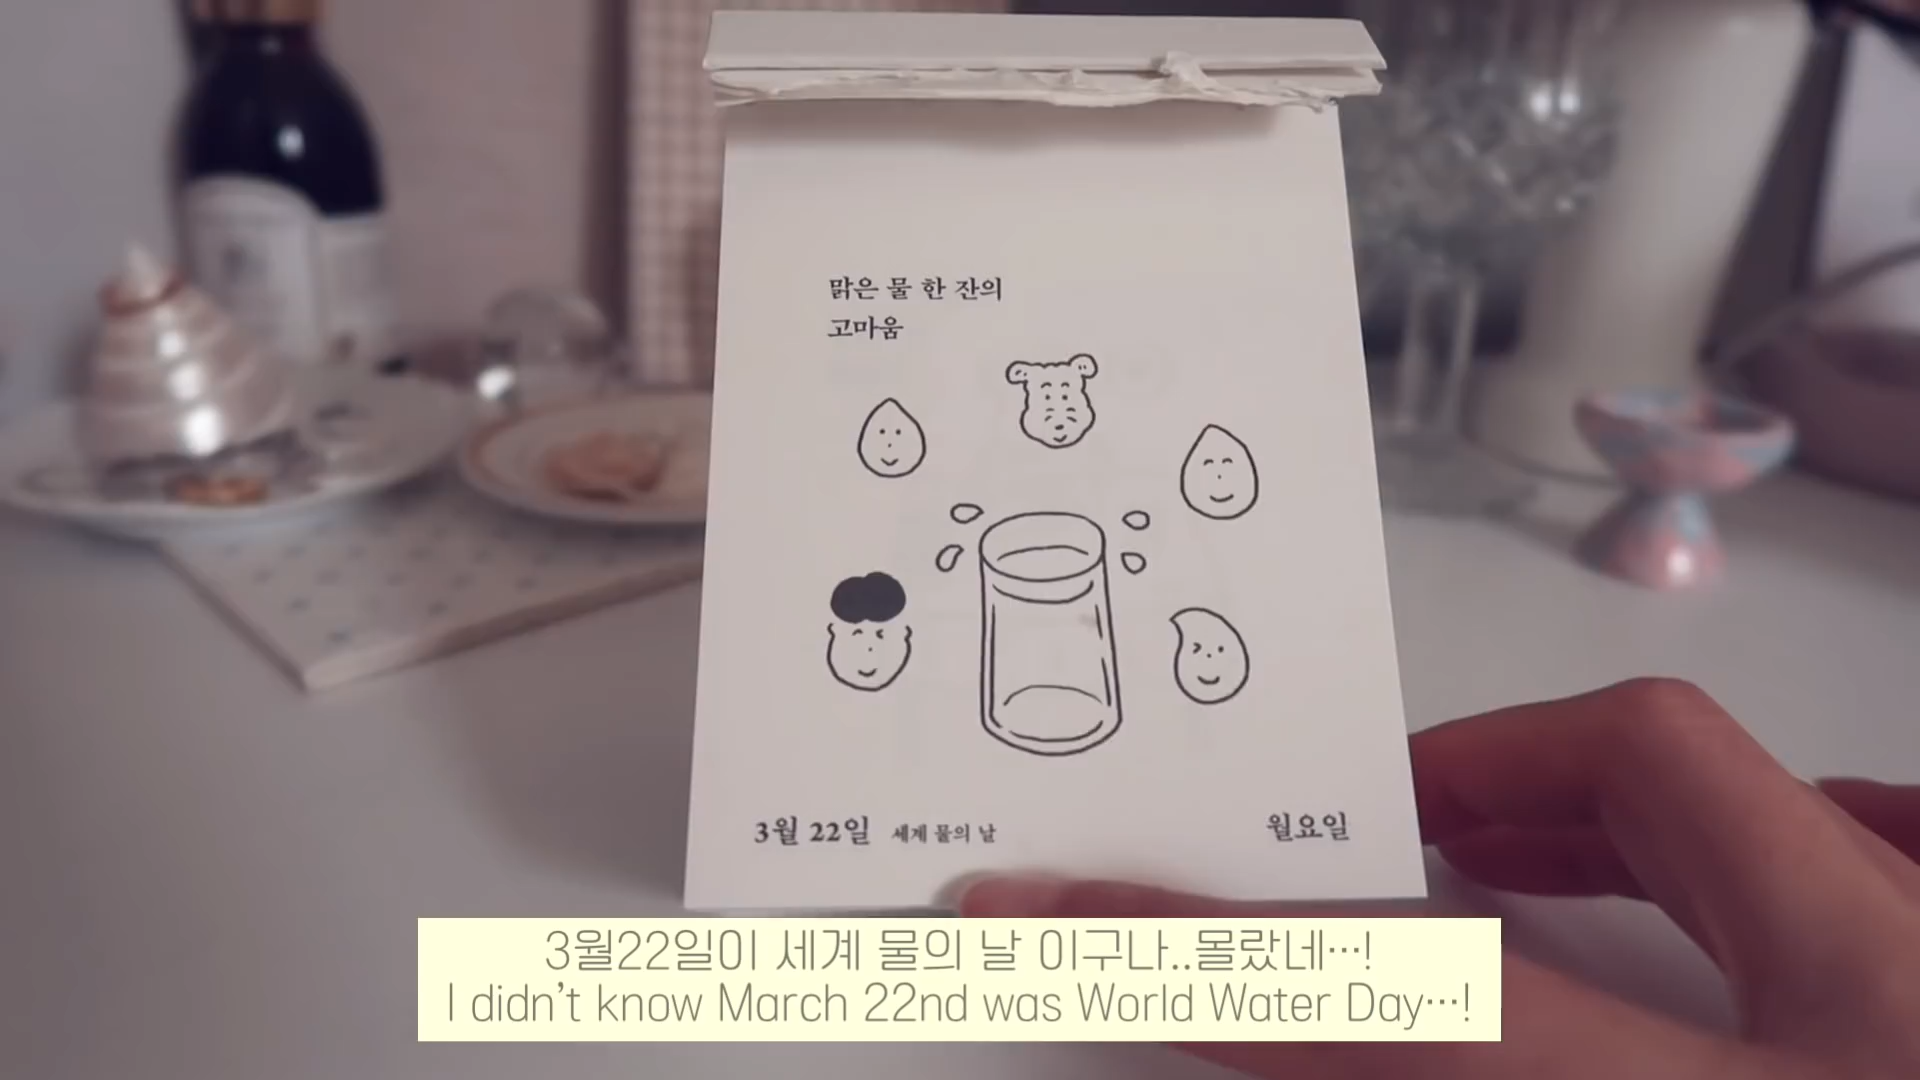 맑은 물 한 잔의
고마움
3월 22일 세계 물의 날 월요일
3월22일이 세계 물의 날 이구나..몰랐네…!
I didn't know March 22nd was World Water Day…!